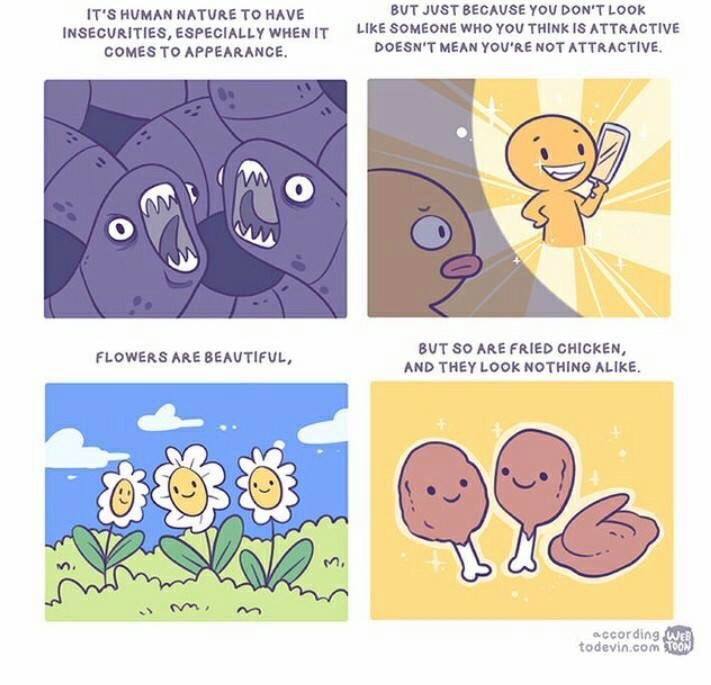 IT'S HUMAN NATURE TO HAVE
INSECURITIES, ESPECIALLY WHEN IT
COMES TO APPEARANCE.
BUT JUST BECAUSE YOU DON'T LOOK
LIKE SOMEONE WHO YOU THINK IS ATTRACTIVE
DOESN'T MEAN YOU'RE NOT ATTRACTIVE.
FLOWERS ARE BEAUTIFUL,
BUT SO ARE FRIED CHICKEN,
AND THEY LOOK NOTHING ALIKE.
according
todevin.com
WEB
TOON